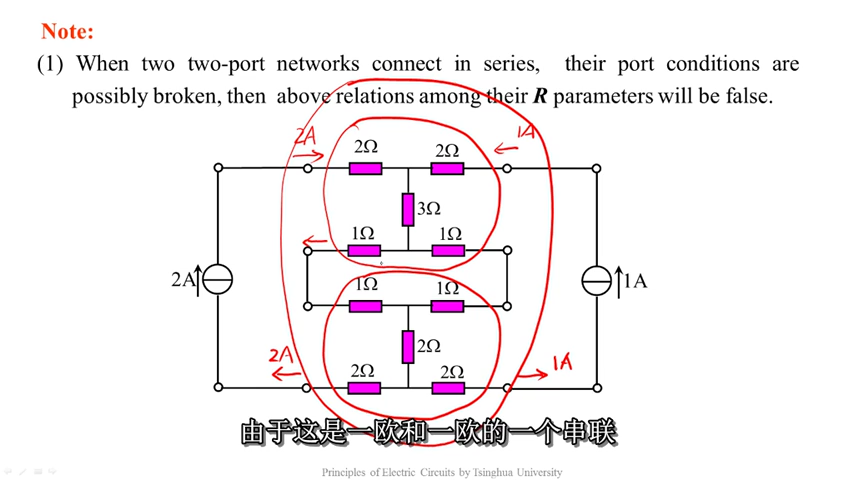 Note:
(1) When two two-port networks connect in series, their port conditions are
possibly broken, then above relations among their R parameters will be false.
2A 1A
2Ω 2Ω
3Ω
1Ω 1Ω
2A 1Ω 1Ω 1A
2Ω
2A 2Ω 2Ω 1A
由于这是一欧和一欧的一个串联
Principles of Electric Circuits by Tsinghua University